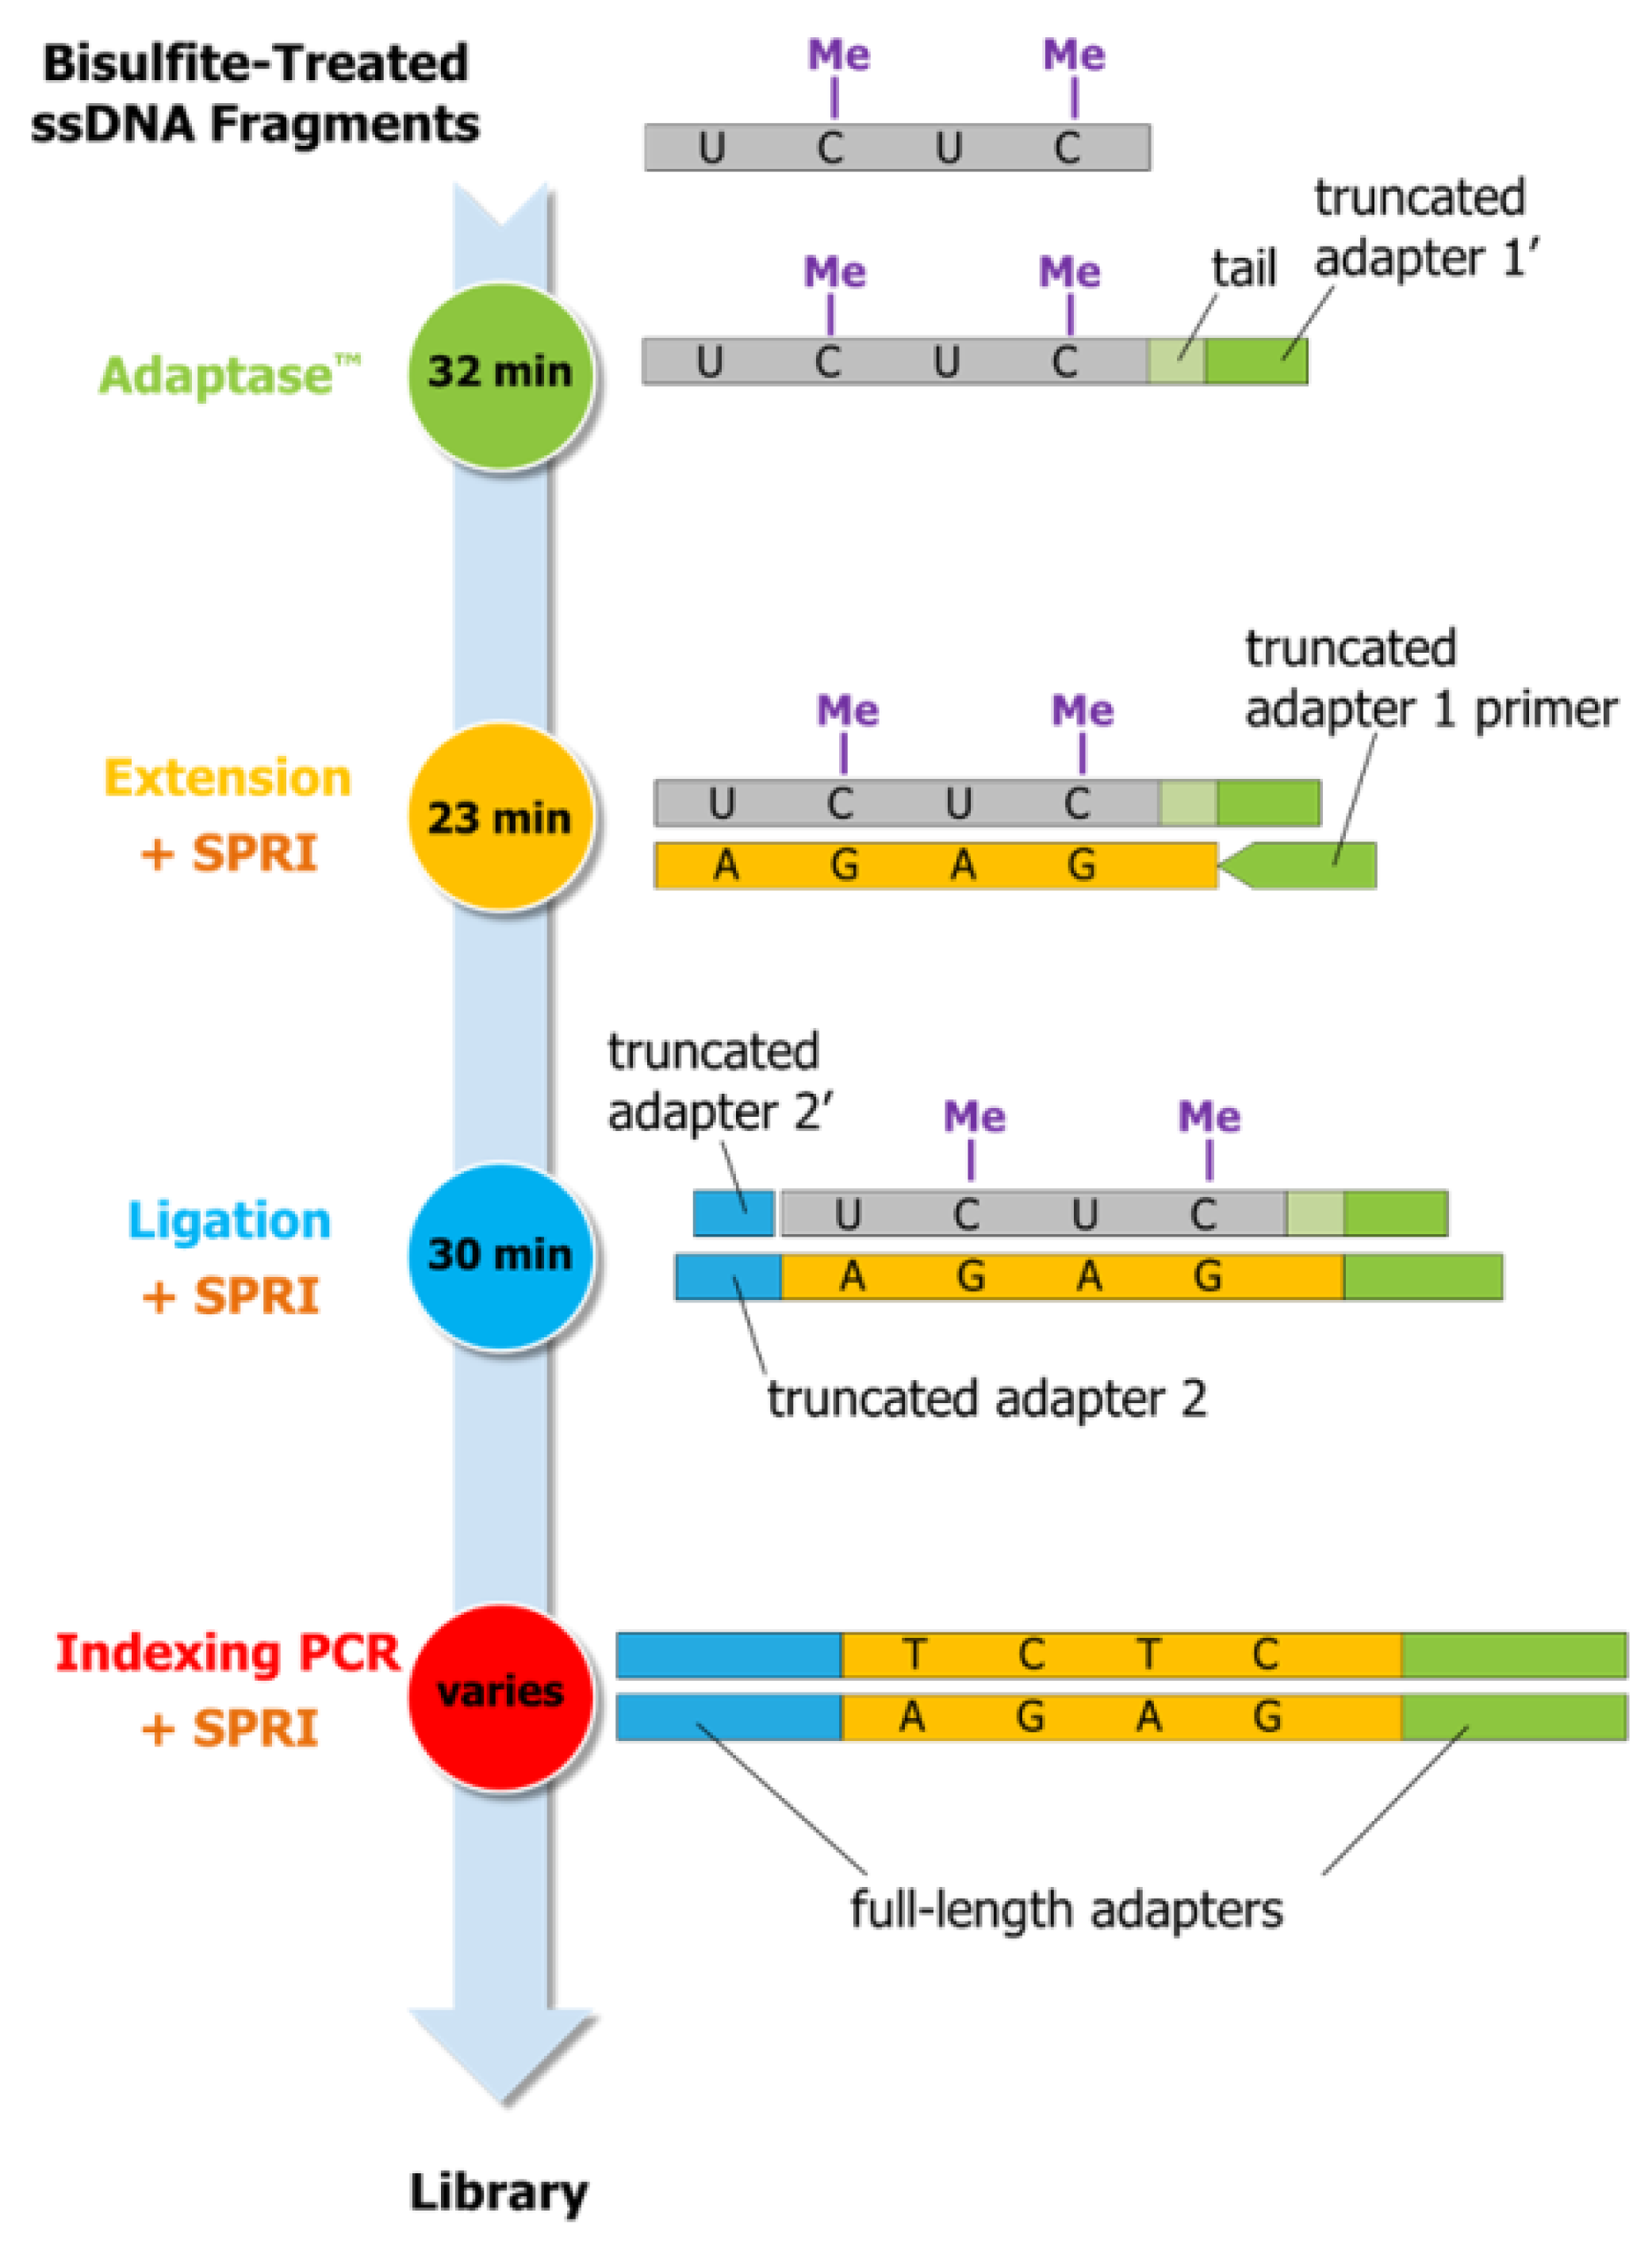 Bisulfite-Treated
ssDNA Fragments
Me Me
U C U C
truncated
adapter 1′
tail
Me Me
Adaptase™
32 min
U C U C
truncated
adapter 1 primer
Me Me
Extension
+ SPRI
23 min
U C U C
A G A G
truncated
adapter 2′
Me Me
Ligation
+ SPRI
30 min
U C U C
A G A G
truncated adapter 2
Indexing PCR
+ SPRI
varies
T C T C
A G A G
full-length adapters
Library